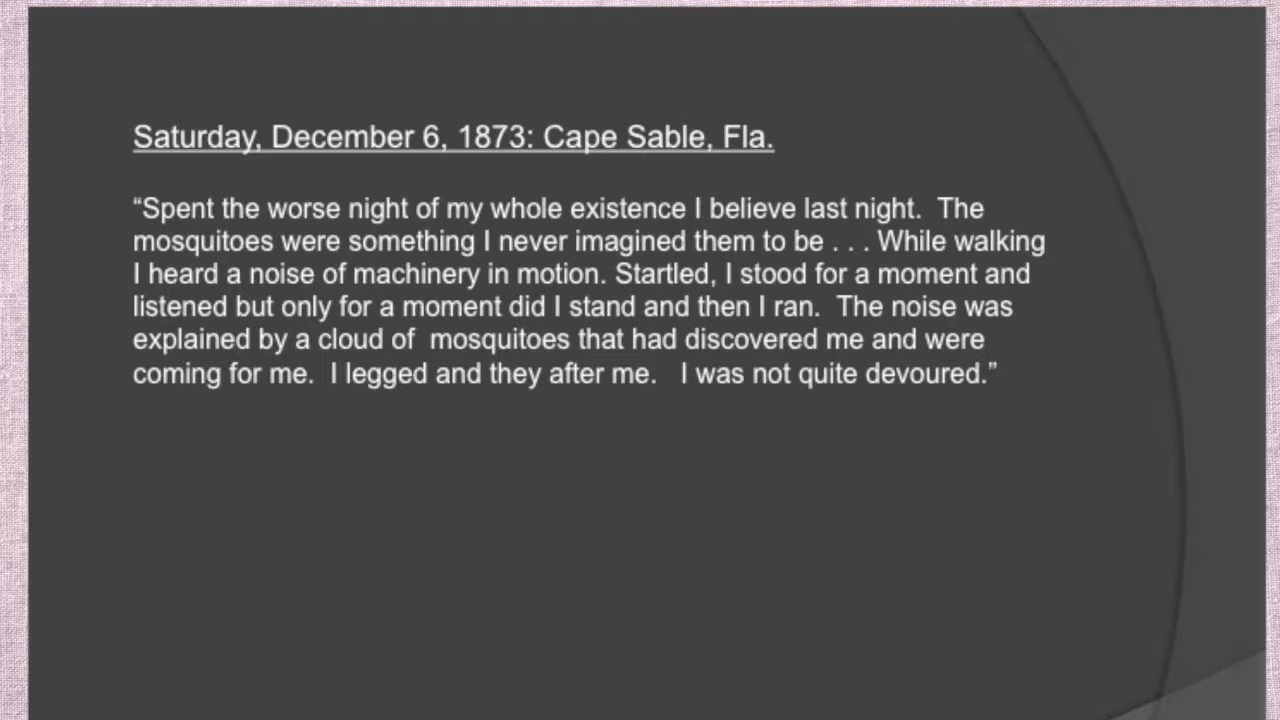 Saturday, December 6, 1873: Cape Sable, Fla.
“Spent the worse night of my whole existence I believe last night.  The
mosquitoes were something I never imagined them to be . . . While walking
I heard a noise of machinery in motion. Startled, I stood for a moment and
listened but only for a moment did I stand and then I ran.  The noise was
explained by a cloud of  mosquitoes that had discovered me and were
coming for me.  I legged and they after me.   I was not quite devoured.”